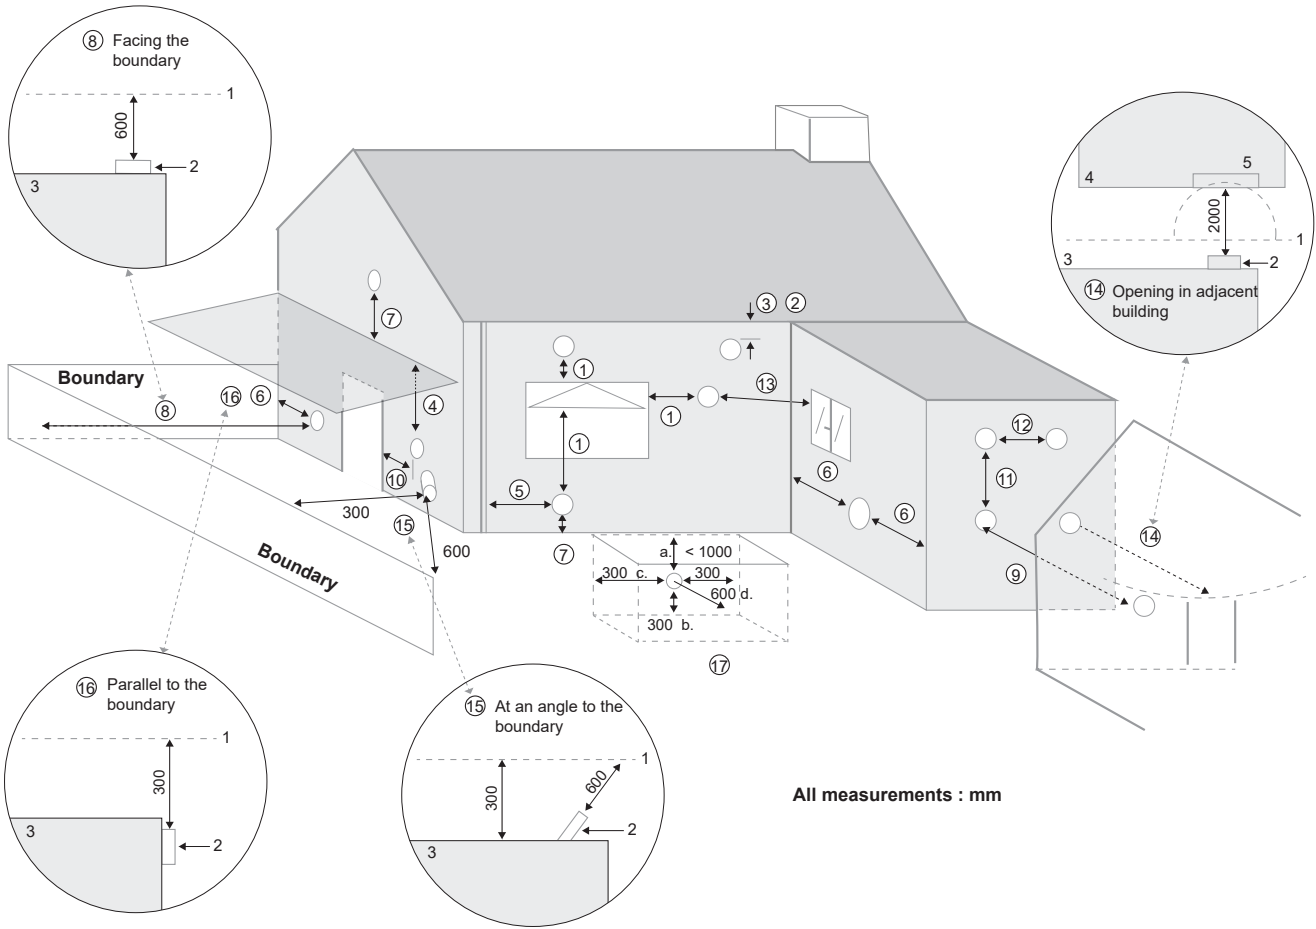 ⑧ Facing the
boundary
1
600
2
3
5
4
2000
1
3
2
⑭ Opening in adjacent
building
③ ②
⑦
①
⑬
Boundary
⑯ ⑥
⑧
④
①
⑫
①
⑥
⑩
⑪
⑤
⑥
300
⑮
⑭
600
⑦
a. < 1000
Boundary
300 c. 300
⑨
600 d.
300 b.
⑰
⑯ Parallel to the
boundary
1
300
3
2
⑮ At an angle to the
boundary
1
600
300
2
3
All measurements : mm